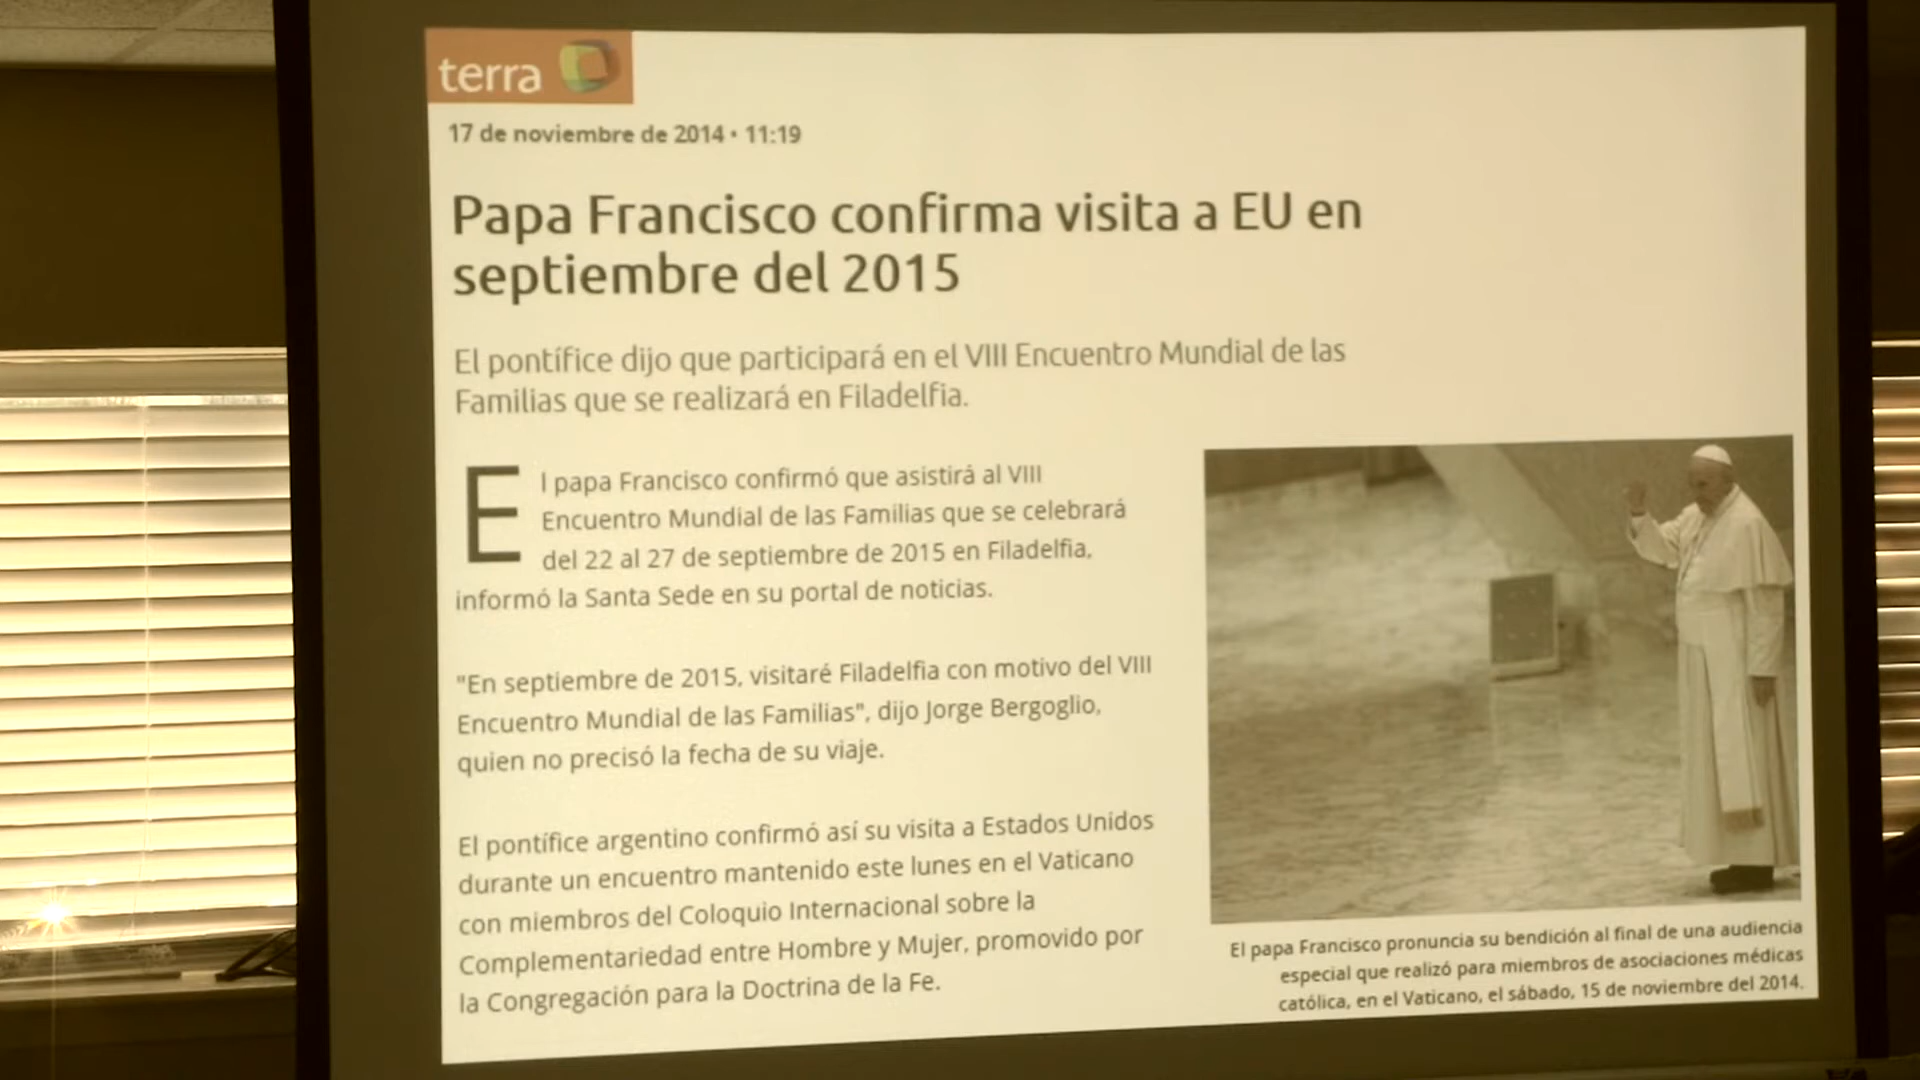 terra
17 de noviembre de 2014 • 11:19
Papa Francisco confirma visita a EU en
septiembre del 2015
El pontífice dijo que participará en el VIII Encuentro Mundial de las
Familias que se realizará en Filadelfia.
El papa Francisco confirmó que asistirá al VIII
Encuentro Mundial de las Familias que se celebrará
del 22 al 27 de septiembre de 2015 en Filadelfia,
informó la Santa Sede en su portal de noticias.
"En septiembre de 2015, visitaré Filadelfia con motivo del VIII
Encuentro Mundial de las Familias", dijo Jorge Bergoglio,
quien no precisó la fecha de su viaje.
El pontífice argentino confirmó así su visita a Estados Unidos
durante un encuentro mantenido este lunes en el Vaticano
con miembros del Coloquio Internacional sobre la
Complementariedad entre Hombre y Mujer, promovido por
la Congregación para la Doctrina de la Fe.
El papa Francisco pronuncia su bendición al final de una audiencia
especial que realizó para miembros de asociaciones médicas
católica, en el Vaticano, el sábado, 15 de noviembre del 2014.